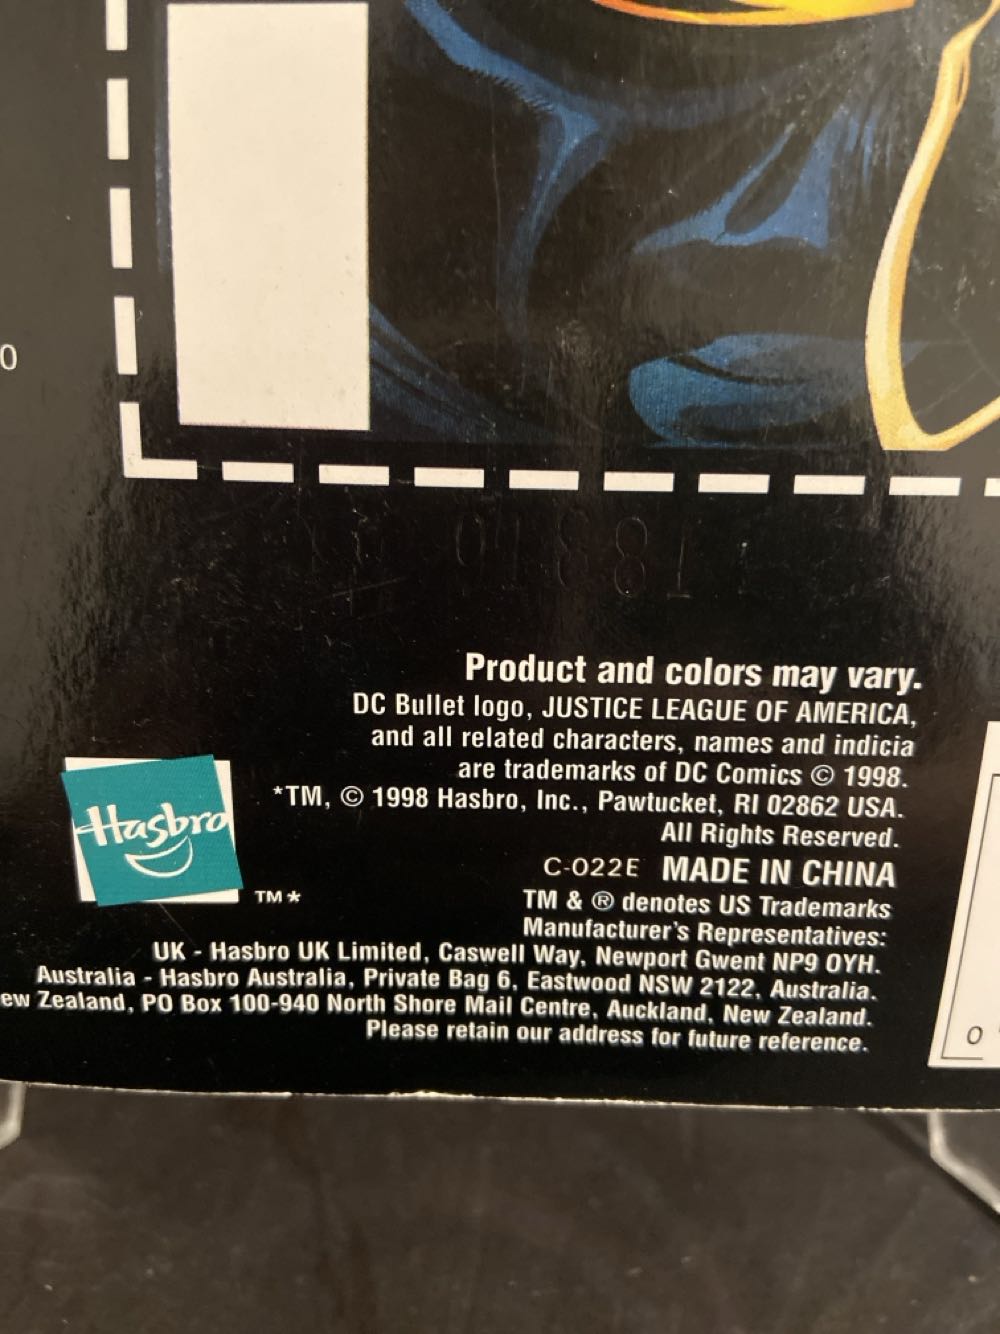 0
Product and colors may vary.
DC Bullet logo, JUSTICE LEAGUE OF AMERICA,
and all related characters, names and indicia
are trademarks of DC Comics © 1998.
*TM, © 1998 Hasbro, Inc., Pawtucket, RI 02862 USA.
All Rights Reserved.
C-022E MADE IN CHINA
Hasbro
TM*
TM & ® denotes US Trademarks
Manufacturer's Representatives:
UK - Hasbro UK Limited, Caswell Way, Newport Gwent NP9 0YH.
Australia - Hasbro Australia, Private Bag 6, Eastwood NSW 2122, Australia.
ew Zealand, PO Box 100-940 North Shore Mail Centre, Auckland, New Zealand.
Please retain our address for future reference.
0